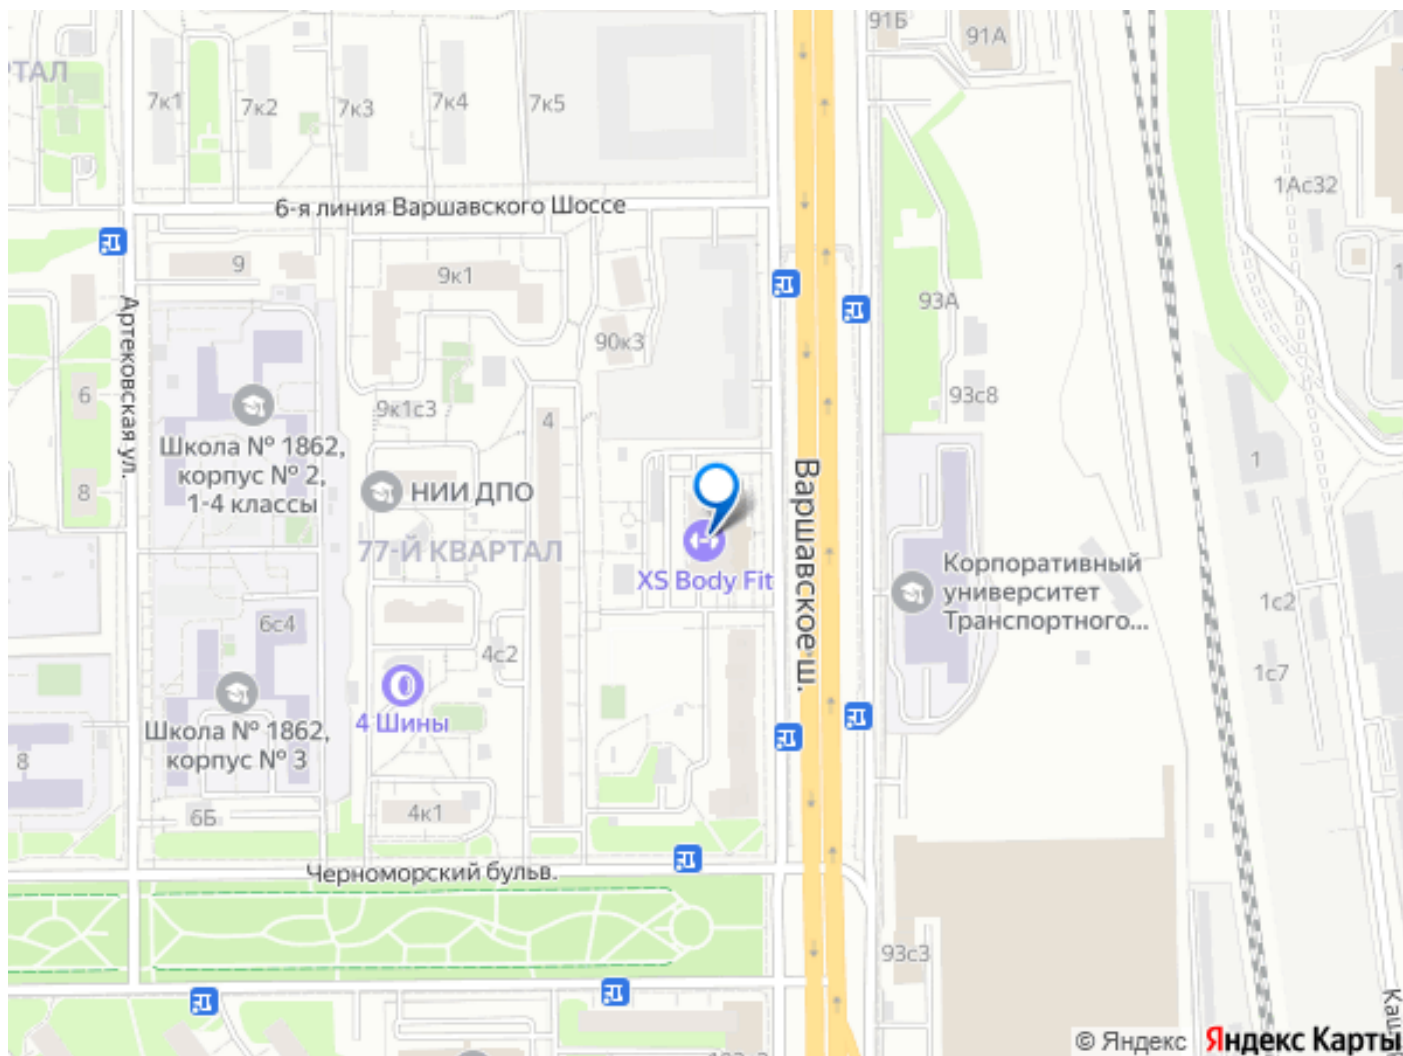 91Б
91А
РТАЛ
7к1
7к2
7к3
7к4
7к5
1Ас32
6-я линия Варшавского Шоссе
9
9к1
93А
Артековская ул.
90к3
6
93с8
9к1с3
4
Школа № 1862,
корпус № 2,
1-4 классы
1
8
НИИ ДПО
Варшавское ш.
77-Й КВАРТАЛ
XS Body Fit
Корпоративный
университет
Транспортного...
1с2
6с4
4с2
1с7
4 Шины
Школа № 1862,
корпус № 3
8
6Б
4к1
Черноморский бульв.
93с3
Каш
© Яндекс Яндекс Карты